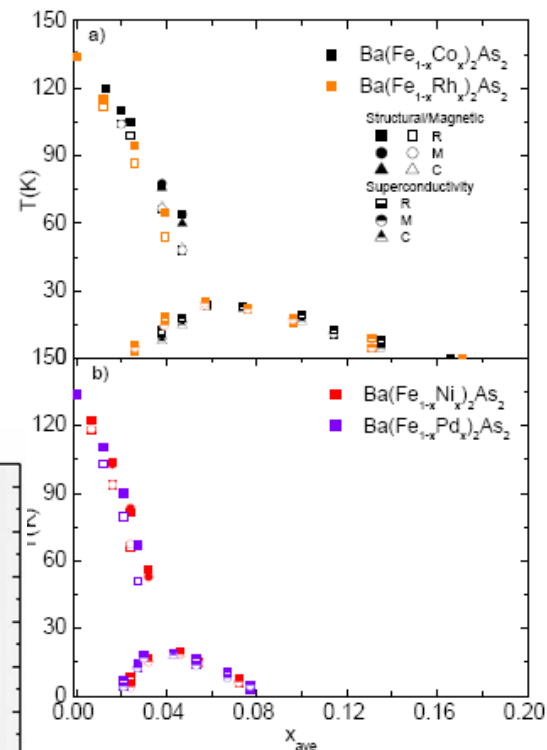 150
a)
Ba(Fe1-xCox)2As2
120
Ba(Fe1-xRhx)2As2
Structural/Magnetic
R
M
C
90
Superconductivity
R
M
C
T(K)
60
30
150
b)
Ba(Fe1-xNix)2As2
120
Ba(Fe1-xPdx)2As2
90
T(K)
60
30
0
0.00 0.04 0.08 0.12 0.16 0.20
xave